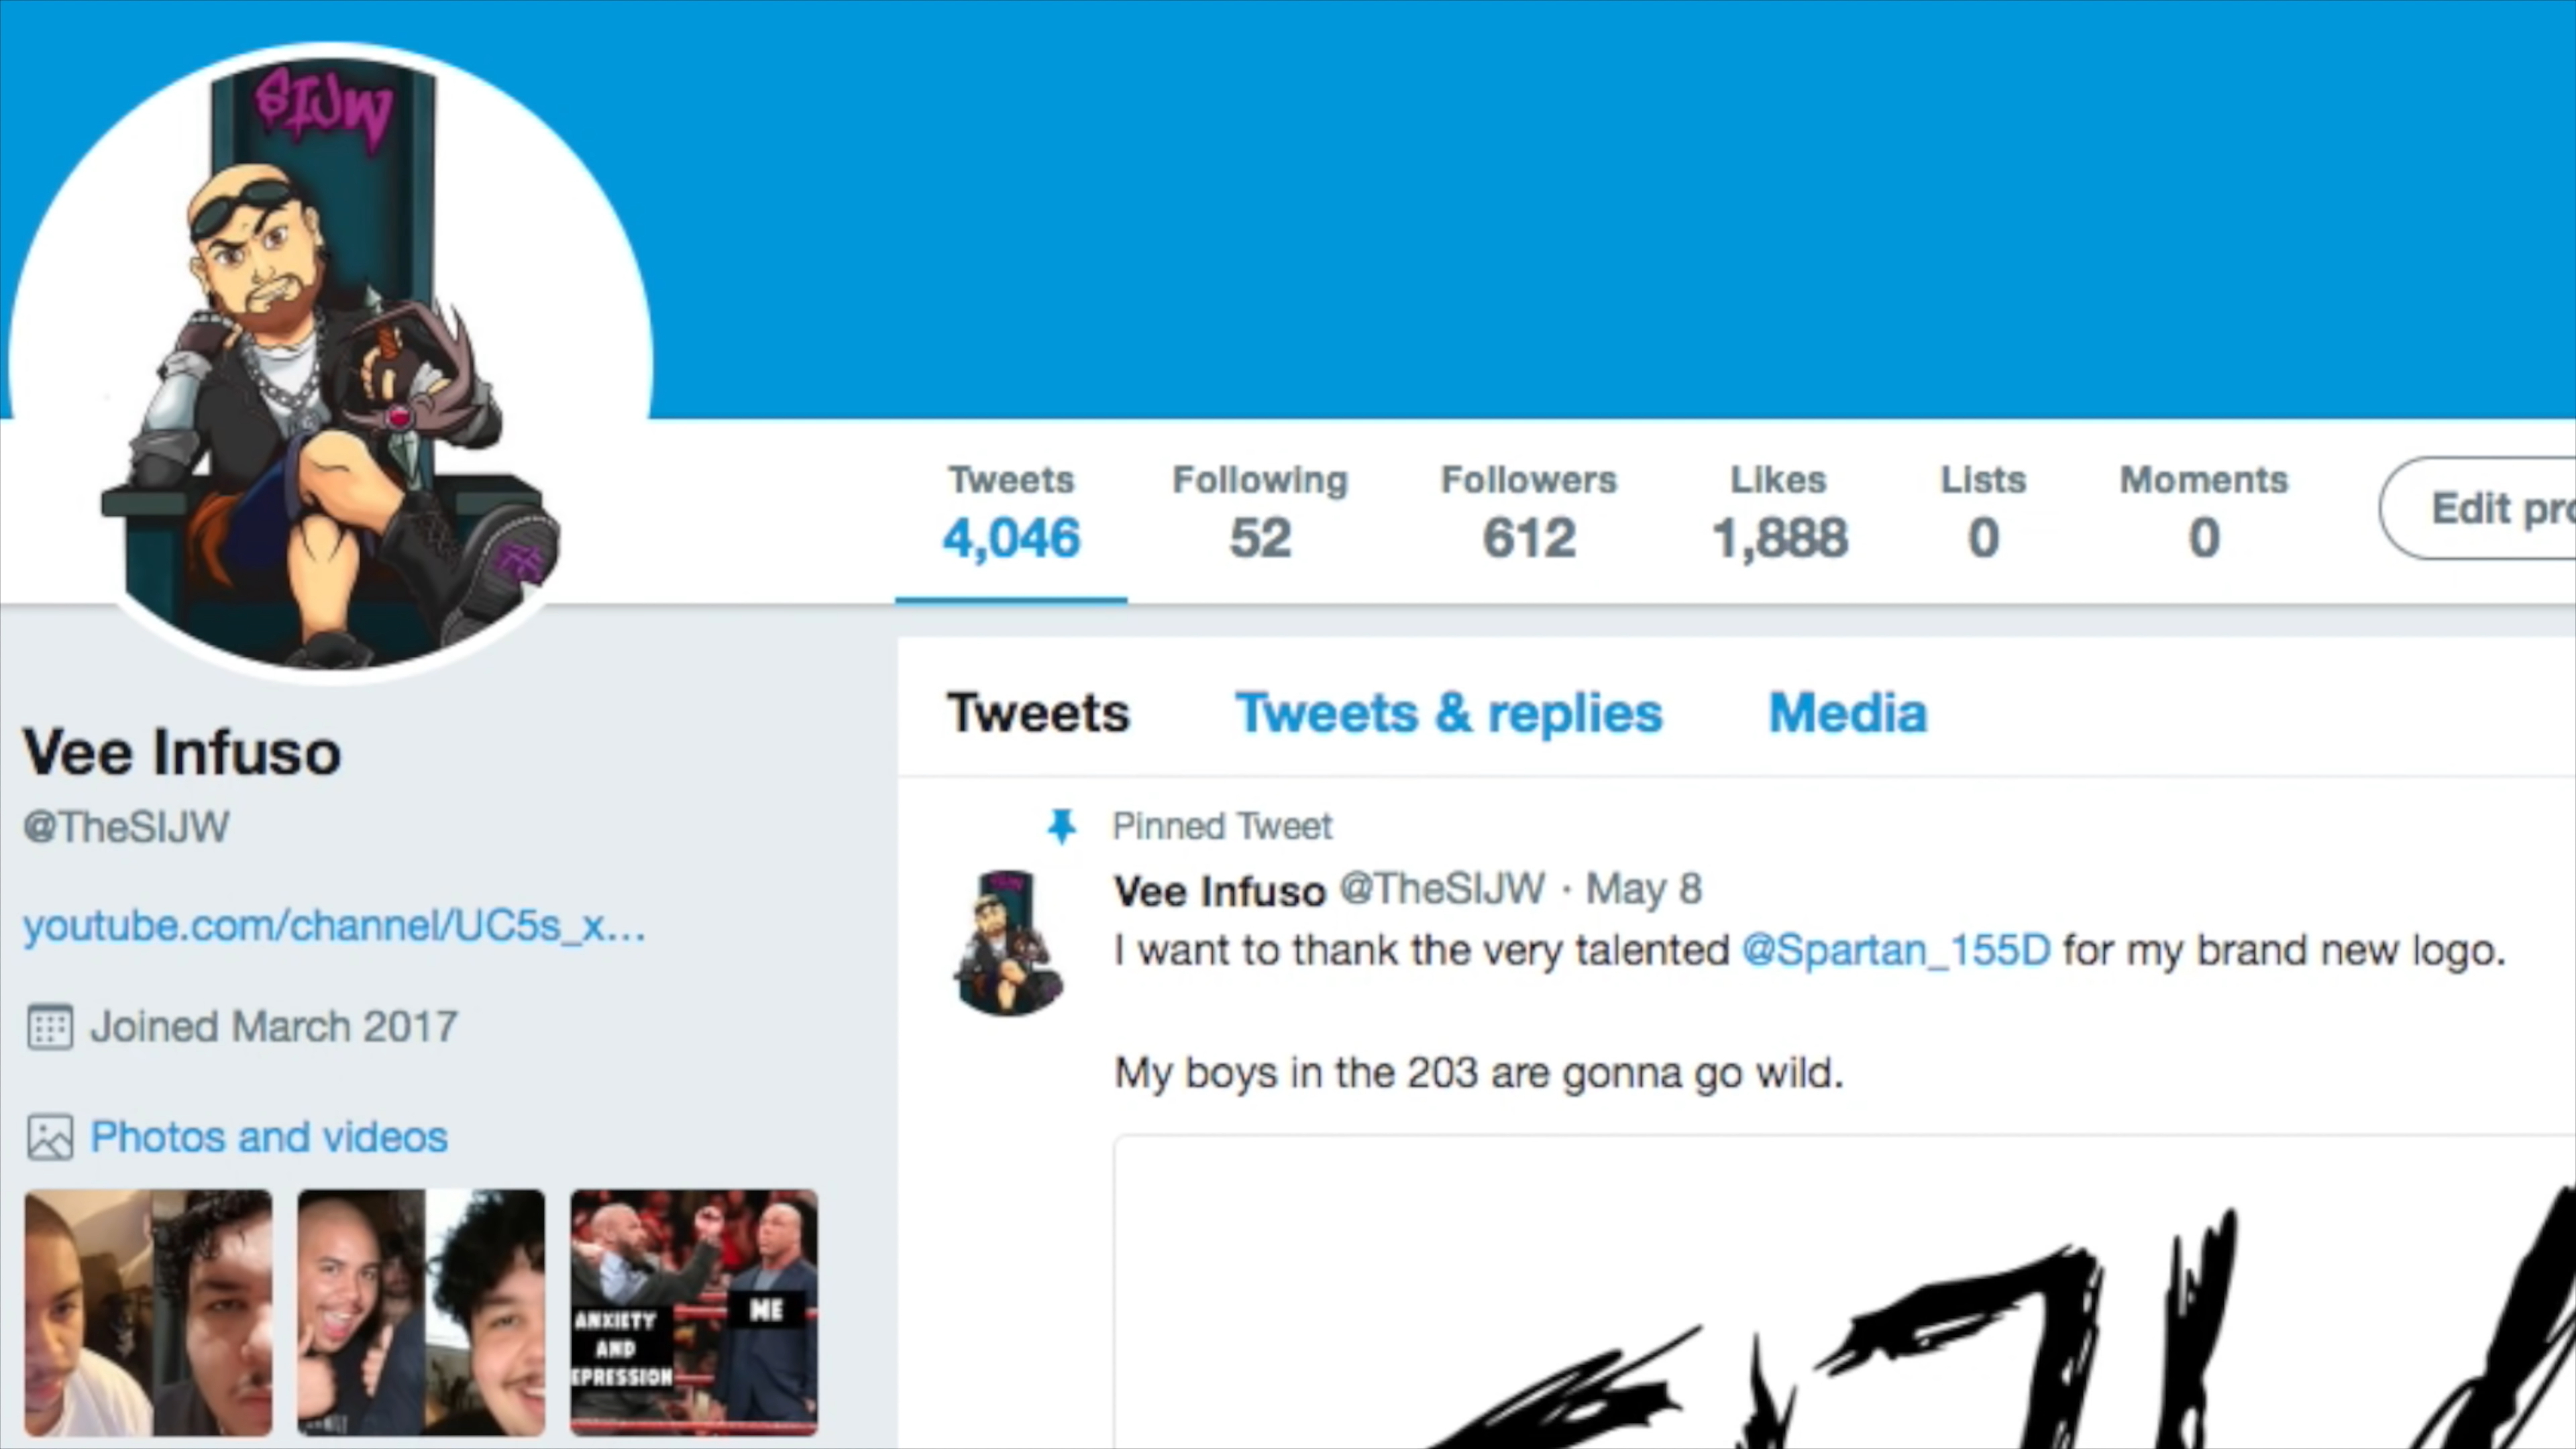 SIJW
Tweets Following Followers Likes Lists Moments
4,046 52 612 1,888 0 0
Edit pro
Tweets Tweets & replies Media
Vee Infuso
@TheSIJW
youtube.com/channel/UC5s_x...
Joined March 2017
Photos and videos
ANXIETY
AND
EPRESSION
ME
Pinned Tweet
Vee Infuso @TheSIJW · May 8
I want to thank the very talented @Spartan_155D for my brand new logo.
My boys in the 203 are gonna go wild.